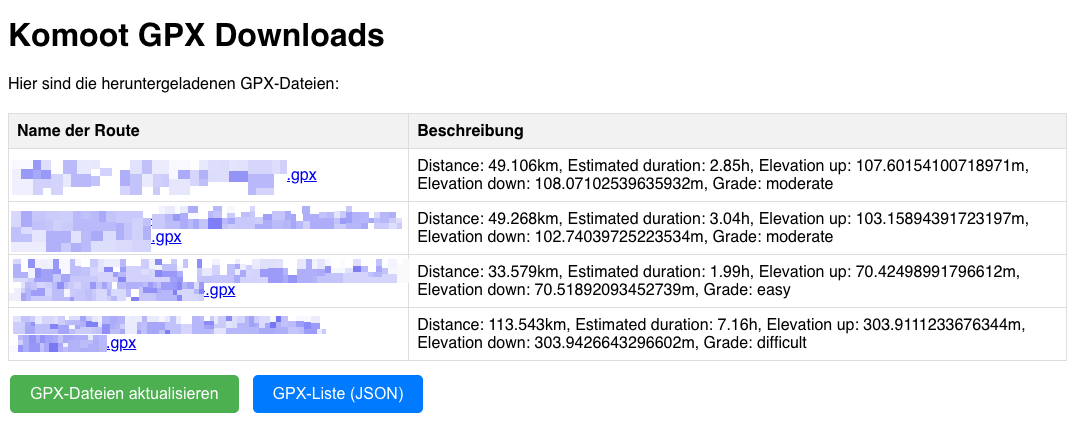 Komoot GPX Downloads
Hier sind die heruntergeladenen GPX-Dateien:
Name der Route
Beschreibung
.gpx
Distance: 49.106km, Estimated duration: 2.85h, Elevation up: 107.60154100718971m,
Elevation down: 108.07102539635932m, Grade: moderate
.gpx
Distance: 49.268km, Estimated duration: 3.04h, Elevation up: 103.15894391723197m,
Elevation down: 102.74039725223534m, Grade: moderate
.gpx
Distance: 33.579km, Estimated duration: 1.99h, Elevation up: 70.42498991796612m,
Elevation down: 70.51892093452739m, Grade: easy
.gpx
Distance: 113.543km, Estimated duration: 7.16h, Elevation up: 303.9111233676344m,
Elevation down: 303.9426643296602m, Grade: difficult
GPX-Dateien aktualisieren
GPX-Liste (JSON)